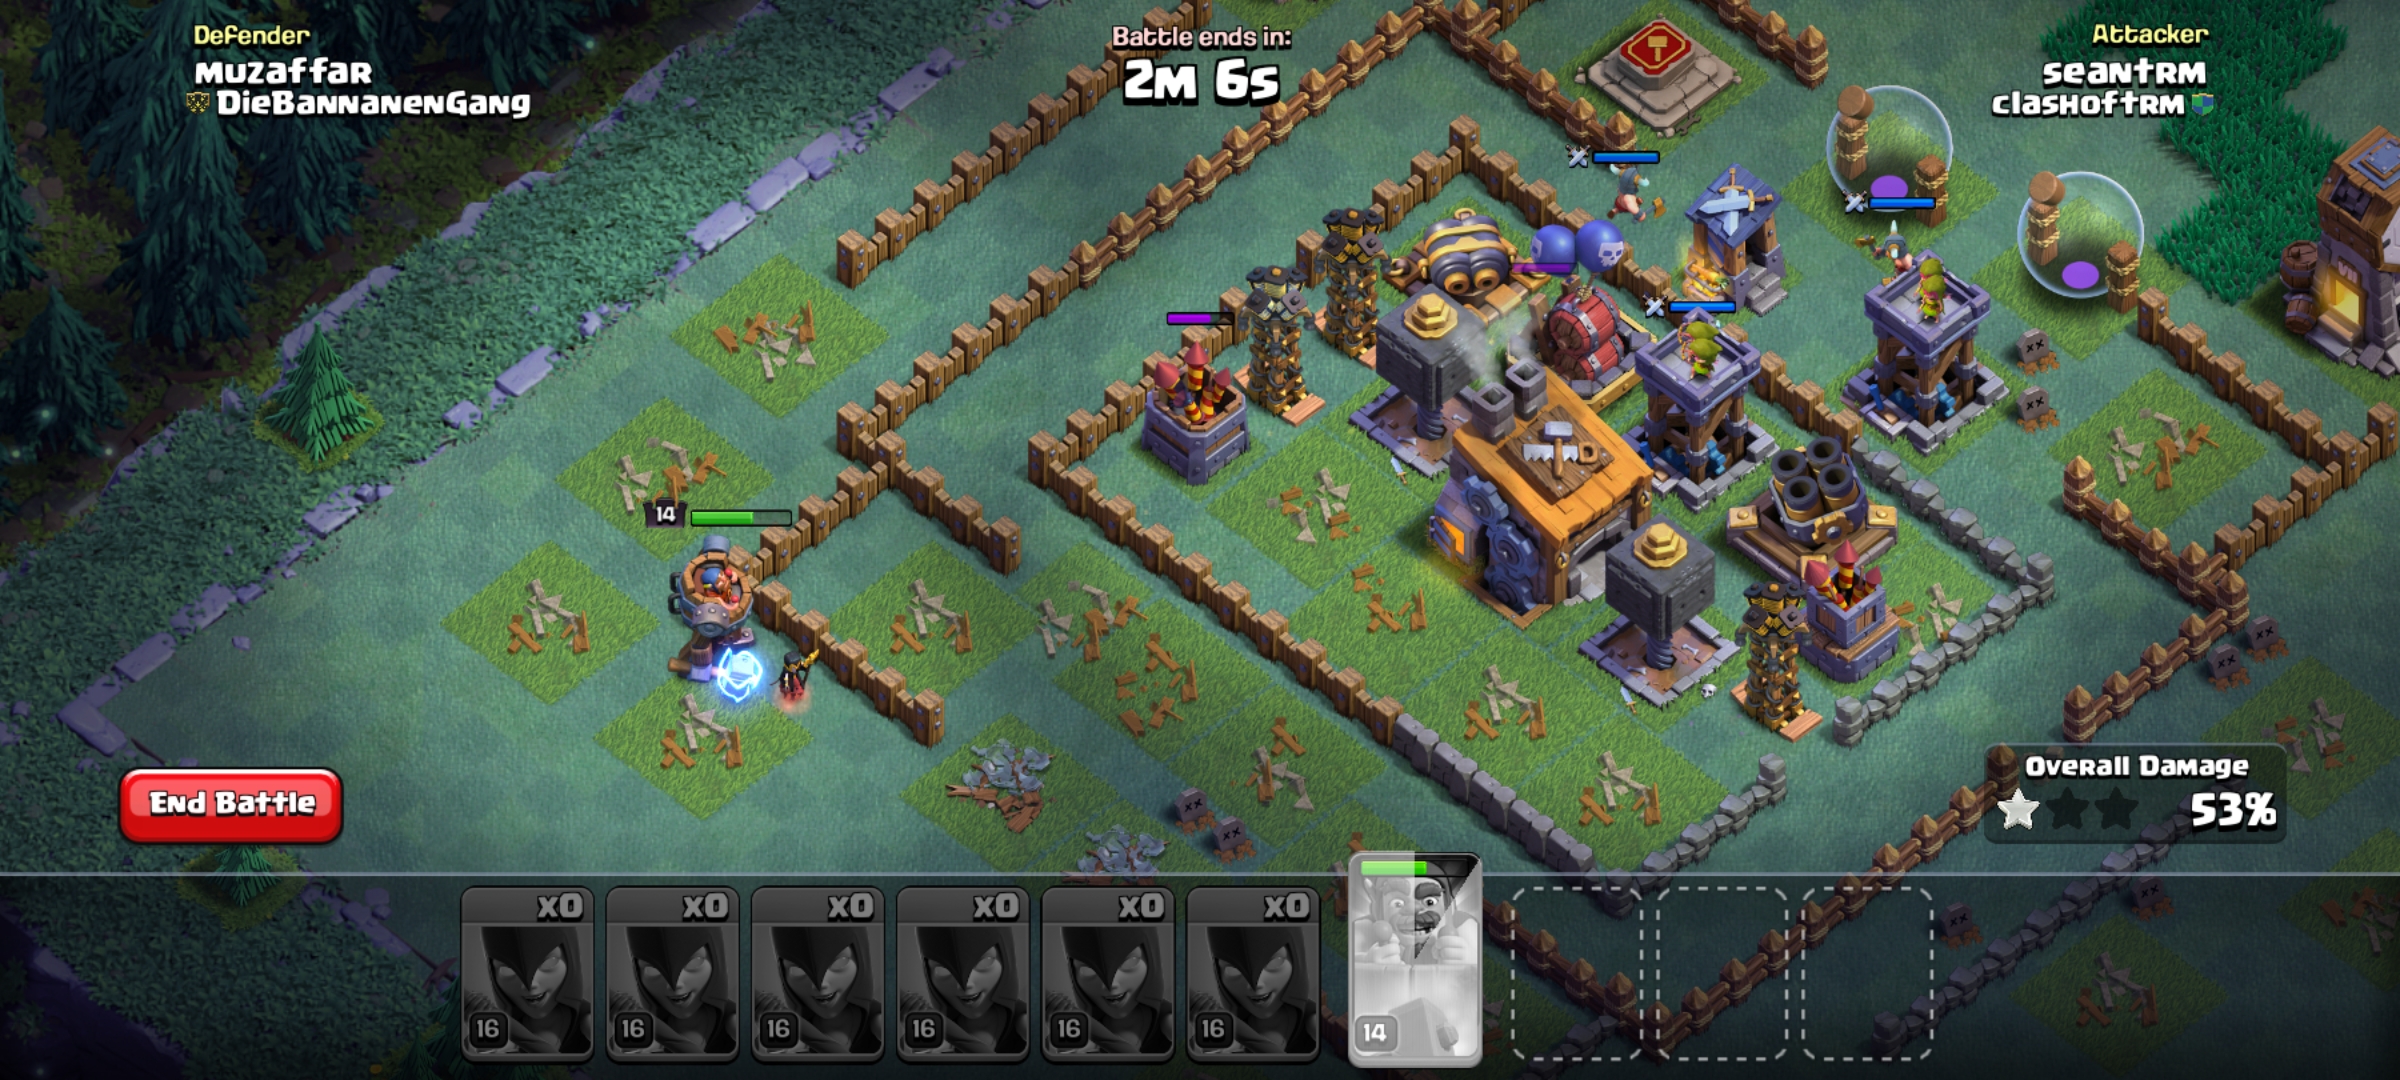 Defender
muzaffar
DieBannanenGang
Battle ends in:
2M 6s
Attacker
seantrm
clashoftrm
14
End Battle
Overall Damage
53%
x0
x0
x0
x0
x0
x0
16
16
16
16
16
16
14